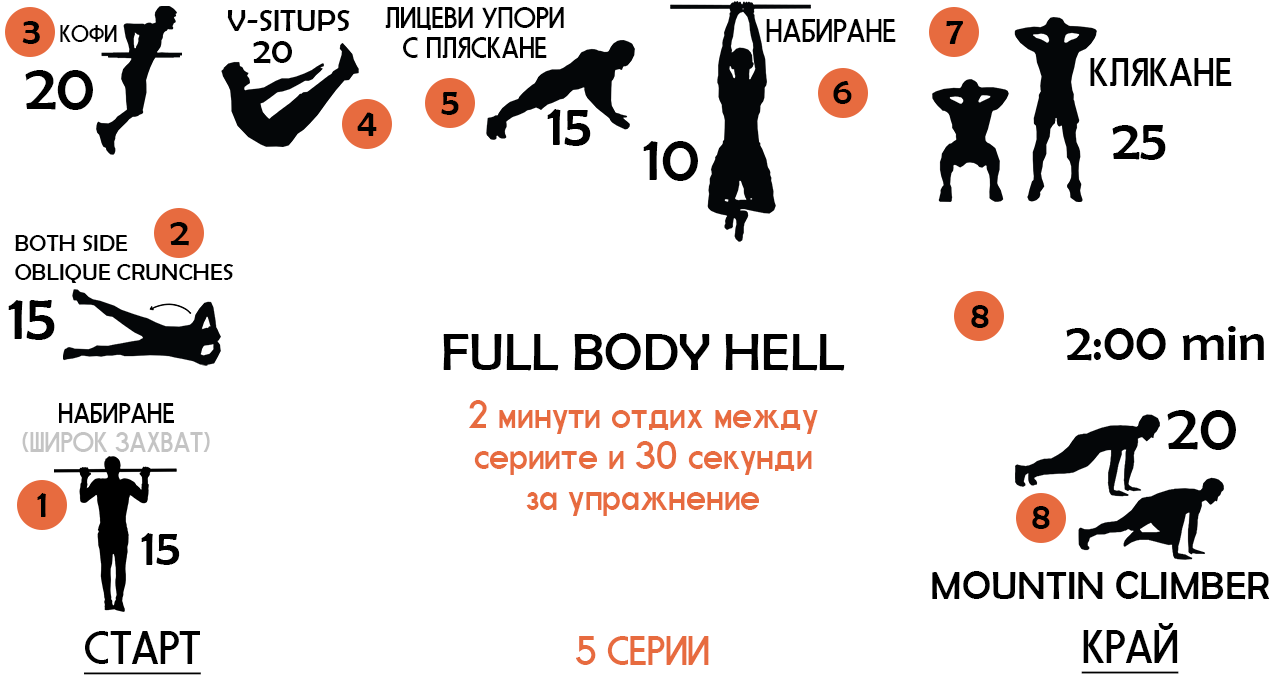 3
КОФИ
20
V-SITUPS
20
4
ЛИЦЕВИ УПОРИ
С ПЛЯСКАНЕ
5
15
НАБИРАНЕ
6
10
7
КЛЯКАНЕ
25
2
BOTH SIDE
OBLIQUE CRUNCHES
15
8
2:00 min
FULL BODY HELL
2 минути отдих между
сериите и 30 секунди
за упражнение
НАБИРАНЕ
(ШИРОК ЗАХВАТ)
1
15
20
8
MOUNTIN CLIMBER
СТАРТ
5 СЕРИИ
КРАЙ